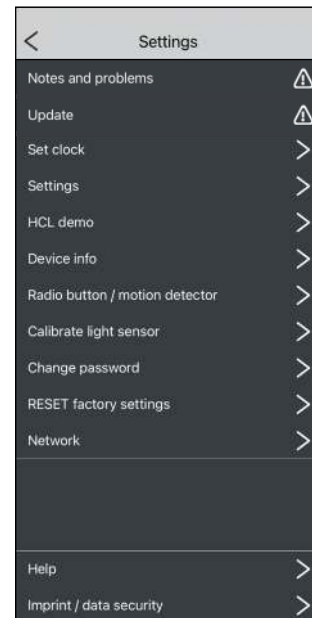 Settings
Notes and problems
Update
Set clock
Settings
HCL demo
Device info
Radio button / motion detector
Calibrate light sensor
Change password
RESET factory settings
Network
Help
Imprint / data security